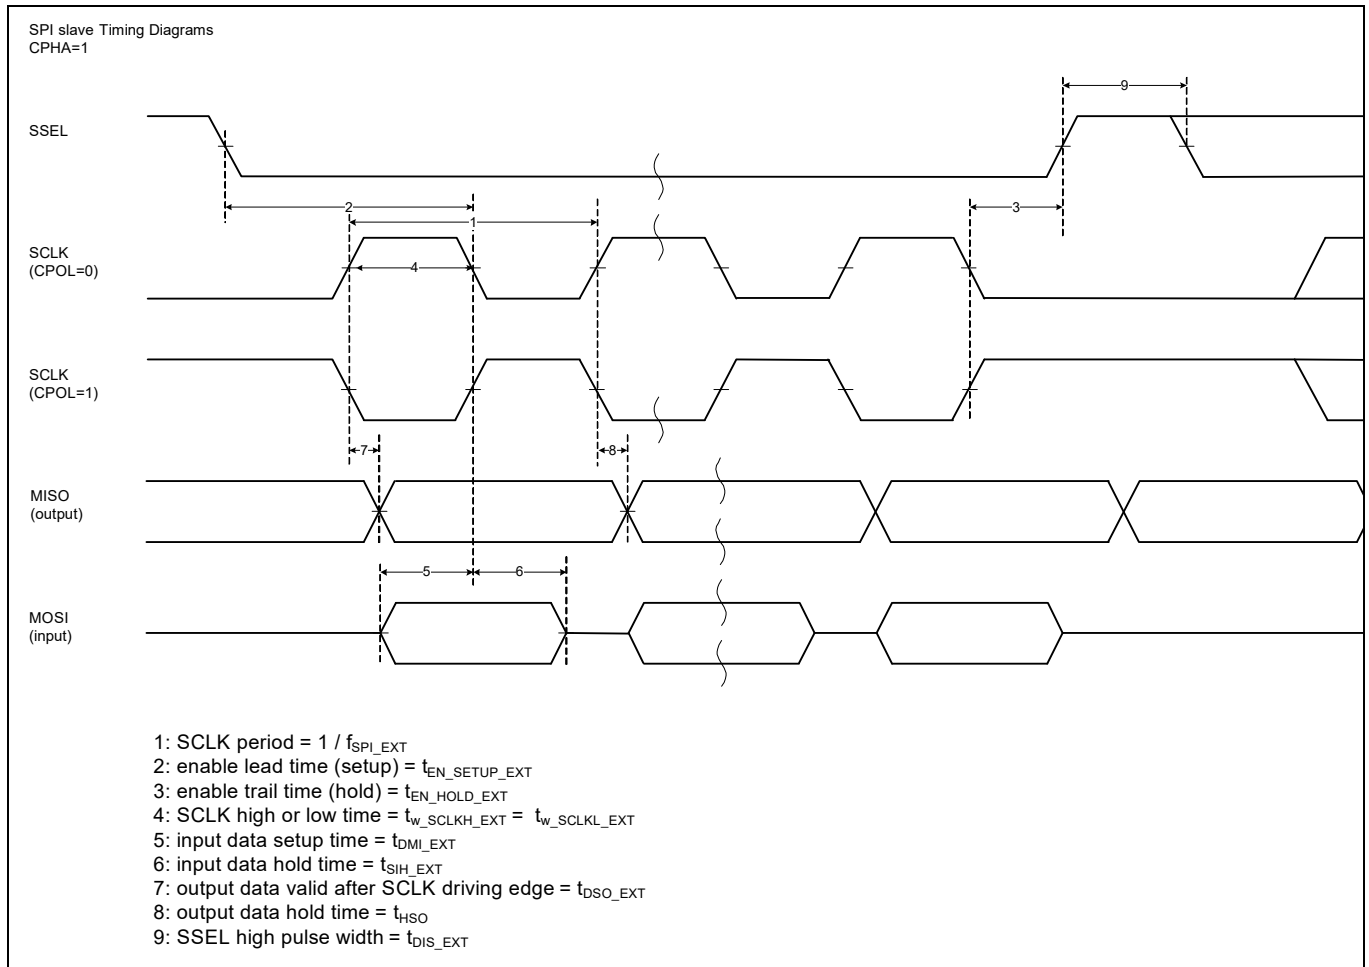 SPI slave Timing Diagrams
CPHA=1
9
SSEL
2
3
1
SCLK
(CPOL=0)
4
SCLK
(CPOL=1)
7
8
MISO
(output)
5
6
MOSI
(input)
1: SCLK period = 1 / fSPI_EXT
2: enable lead time (setup) = tEN_SETUP_EXT
3: enable trail time (hold) = tEN_HOLD_EXT
4: SCLK high or low time = tw_SCLKH_EXT = tw_SCLKL_EXT
5: input data setup time = tDMI_EXT
6: input data hold time = tSIH_EXT
7: output data valid after SCLK driving edge = tDSO_EXT
8: output data hold time = tHSO
9: SSEL high pulse width = tDIS_EXT